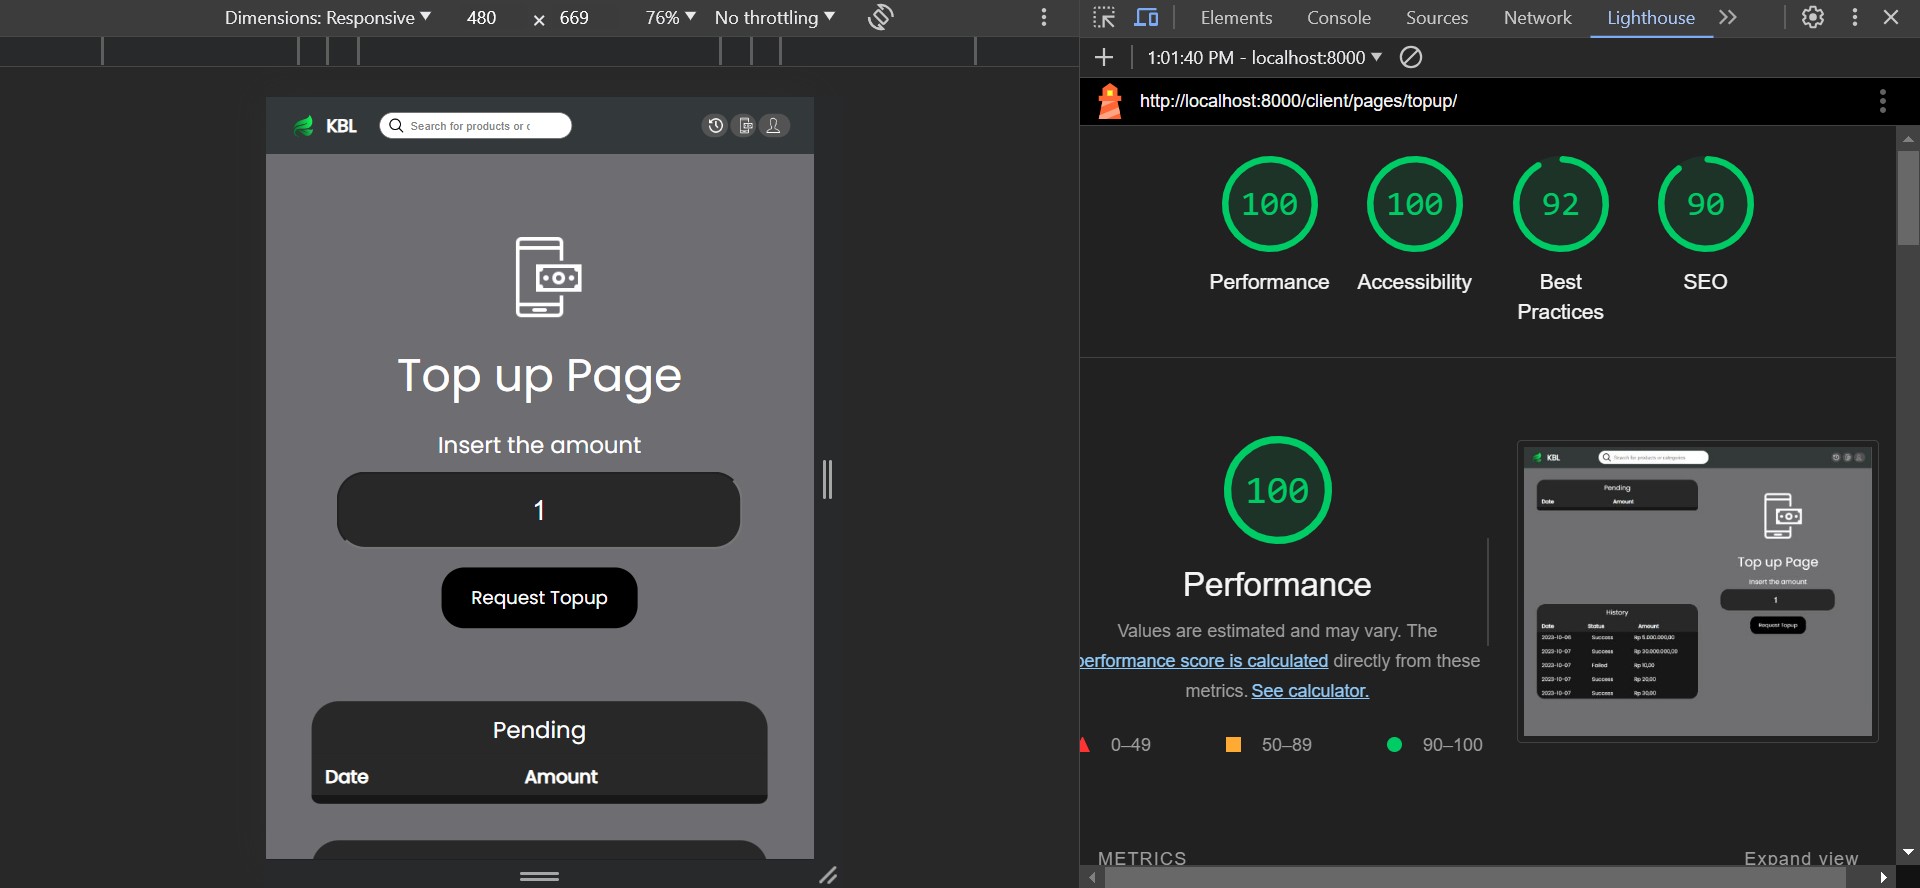 Dimensions: Responsive 480 × 669 76% No throttling
Elements Console Sources Network Lighthouse
1:01:40 PM - localhost:8000
http://localhost:8000/client/pages/topup/
KBL Search for products or c
Top up Page
Insert the amount
1
Request Topup
Pending
Date Amount
100 100 92 90
Performance Accessibility Best Practices SEO
100
Performance
Values are estimated and may vary. The
performance score is calculated directly from these
metrics. See calculator.
0–49 50–89 90–100
KBL Search for products or categories
Pending
Date Amount
Top up Page
Insert the amount
1
Request Topup
History
Date Status Amount
2023-10-06 Success Rp 5.000.000,00
2023-10-07 Success Rp 30.000.000,00
2023-10-07 Failed Rp 10,00
2023-10-07 Success Rp 20,00
2023-10-07 Success Rp 30,00
METRICS Expand view